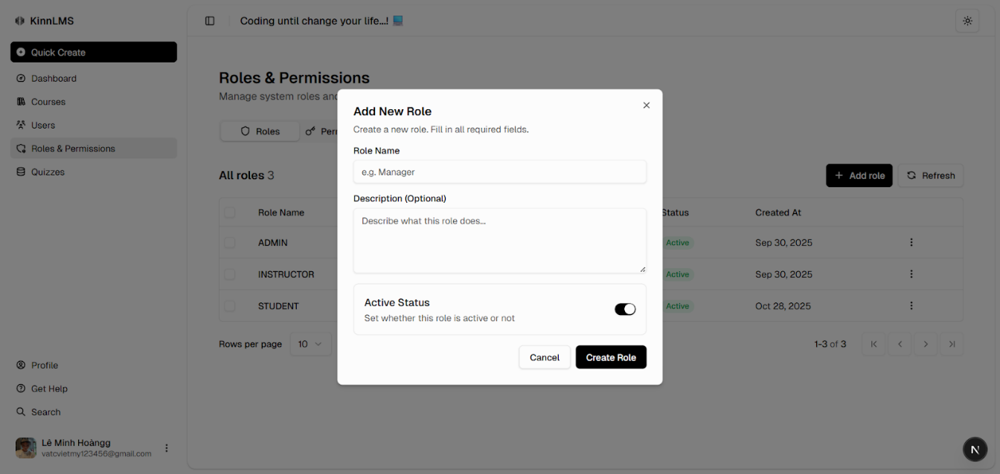 KinnLMS
Coding until change your life...!
Quick Create
Dashboard
Courses
Users
Roles & Permissions
Quizzes
Profile
Get Help
Search
Lê Minh Hoàngg
vatcvietmy123456@gmail.com
Roles & Permissions
Manage system roles and
Roles
All roles 3
Add role
Refresh
Role Name
Status
Created At
ADMIN
Active
Sep 30, 2025
INSTRUCTOR
Active
Sep 30, 2025
STUDENT
Active
Oct 28, 2025
Rows per page
10
1-3 of 3
Add New Role
Create a new role. Fill in all required fields.
Role Name
e.g. Manager
Description (Optional)
Describe what this role does...
Active Status
Set whether this role is active or not
Cancel
Create Role
N